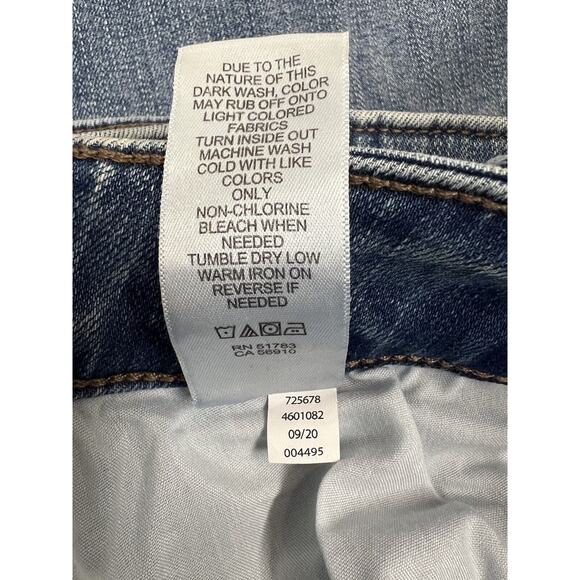 DUE TO THE
NATURE OF THIS
DARK WASH, COLOR
MAY RUB OFF ONTO
LIGHT COLORED
FABRICS
TURN INSIDE OUT
MACHINE WASH
COLD WITH LIKE
COLORS
ONLY
NON-CHLORINE
BLEACH WHEN
NEEDED
TUMBLE DRY LOW
WARM IRON ON
REVERSE IF
NEEDED
RN 51783
CA 56910
725678
4601082
09/20
004495